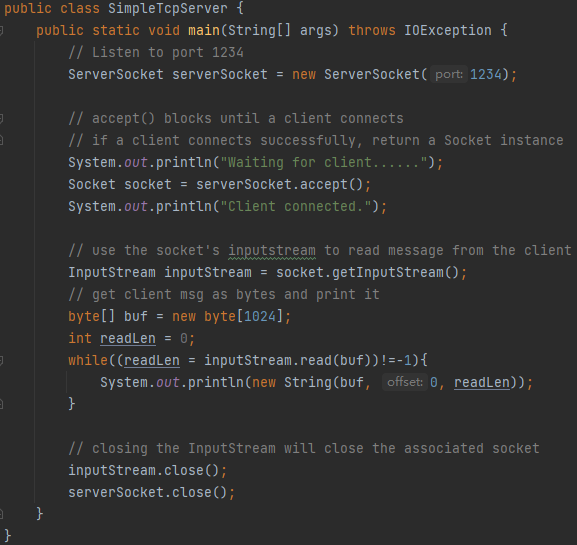 public class SimpleTcpServer {
    public static void main(String[] args) throws IOException {
        // Listen to port 1234
        ServerSocket serverSocket = new ServerSocket( port: 1234);

        // accept() blocks until a client connects
        // if a client connects successfully, return a Socket instance
        System.out.println("Waiting for client......");
        Socket socket = serverSocket.accept();
        System.out.println("Client connected.");

        // use the socket's inputstream to read message from the client
        InputStream inputStream = socket.getInputStream();
        // get client msg as bytes and print it
        byte[] buf = new byte[1024];
        int readLen = 0;
        while((readLen = inputStream.read(buf))!=-1){
            System.out.println(new String(buf, offset: 0, readLen));
        }

        // closing the InputStream will close the associated socket
        inputStream.close();
        serverSocket.close();
    }
}